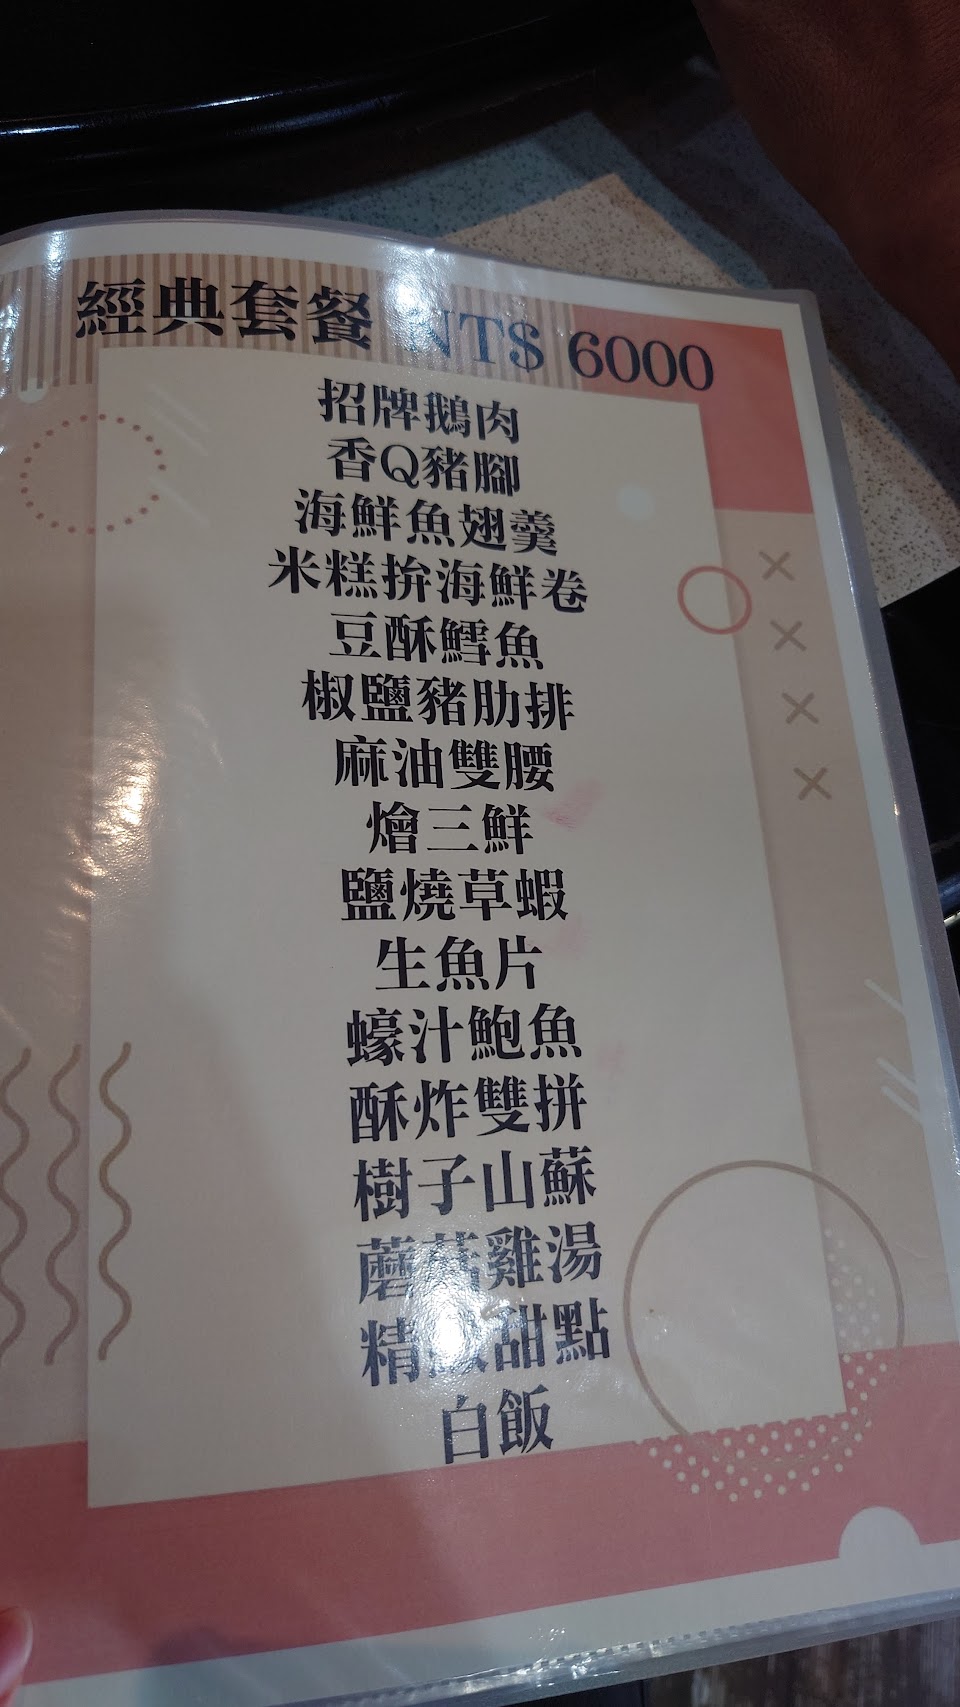 經典套餐 NT$ 6000
招牌鵝肉
香Q豬腳
海鮮魚翅羹
米糕拚海鮮卷
豆酥鱈魚
椒鹽豬肋排
麻油雙腰
燴三鮮
鹽燒草蝦
生魚片
蠔汁鮑魚
酥炸雙拼
樹子山蘇
蘑菇雞湯
精緻甜點
白飯